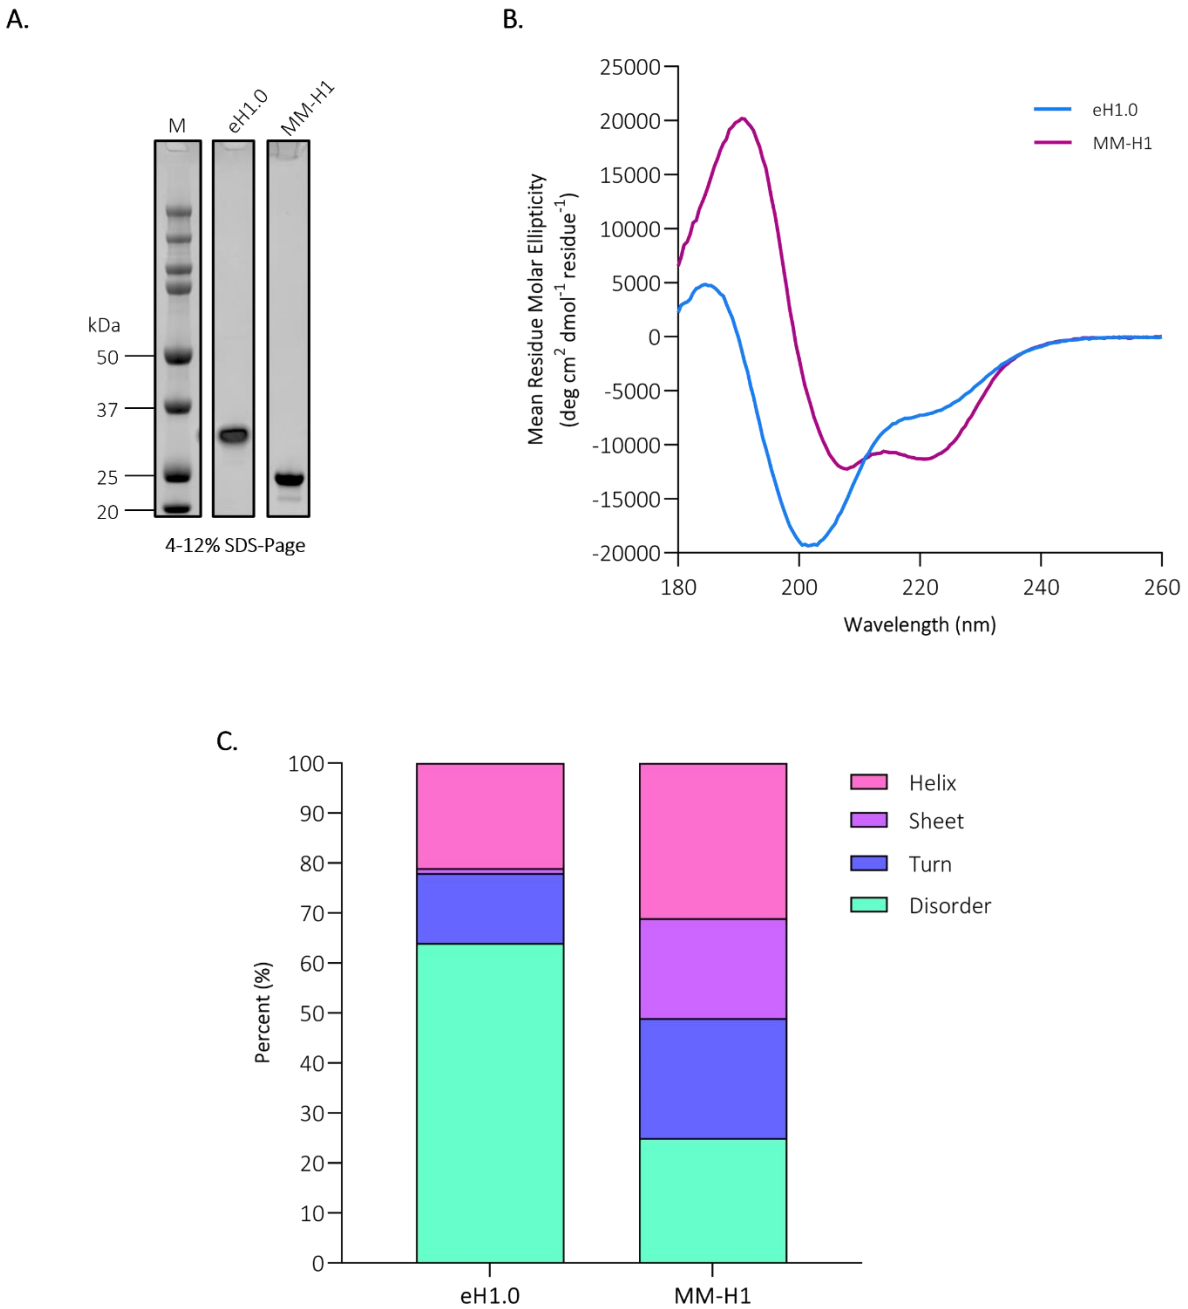 A.
M
eH1.0
MM-H1
kDa
50
37
25
20
4-12% SDS-Page
B.
Mean Residue Molar Ellipticity
(deg cm2 dmol-1 residue-1)
25000
20000
15000
10000
5000
0
-5000
-10000
-15000
-20000
180 200 220 240 260
Wavelength (nm)
eH1.0
MM-H1
C.
Percent (%)
100
90
80
70
60
50
40
30
20
10
0
eH1.0 MM-H1
Helix
Sheet
Turn
Disorder